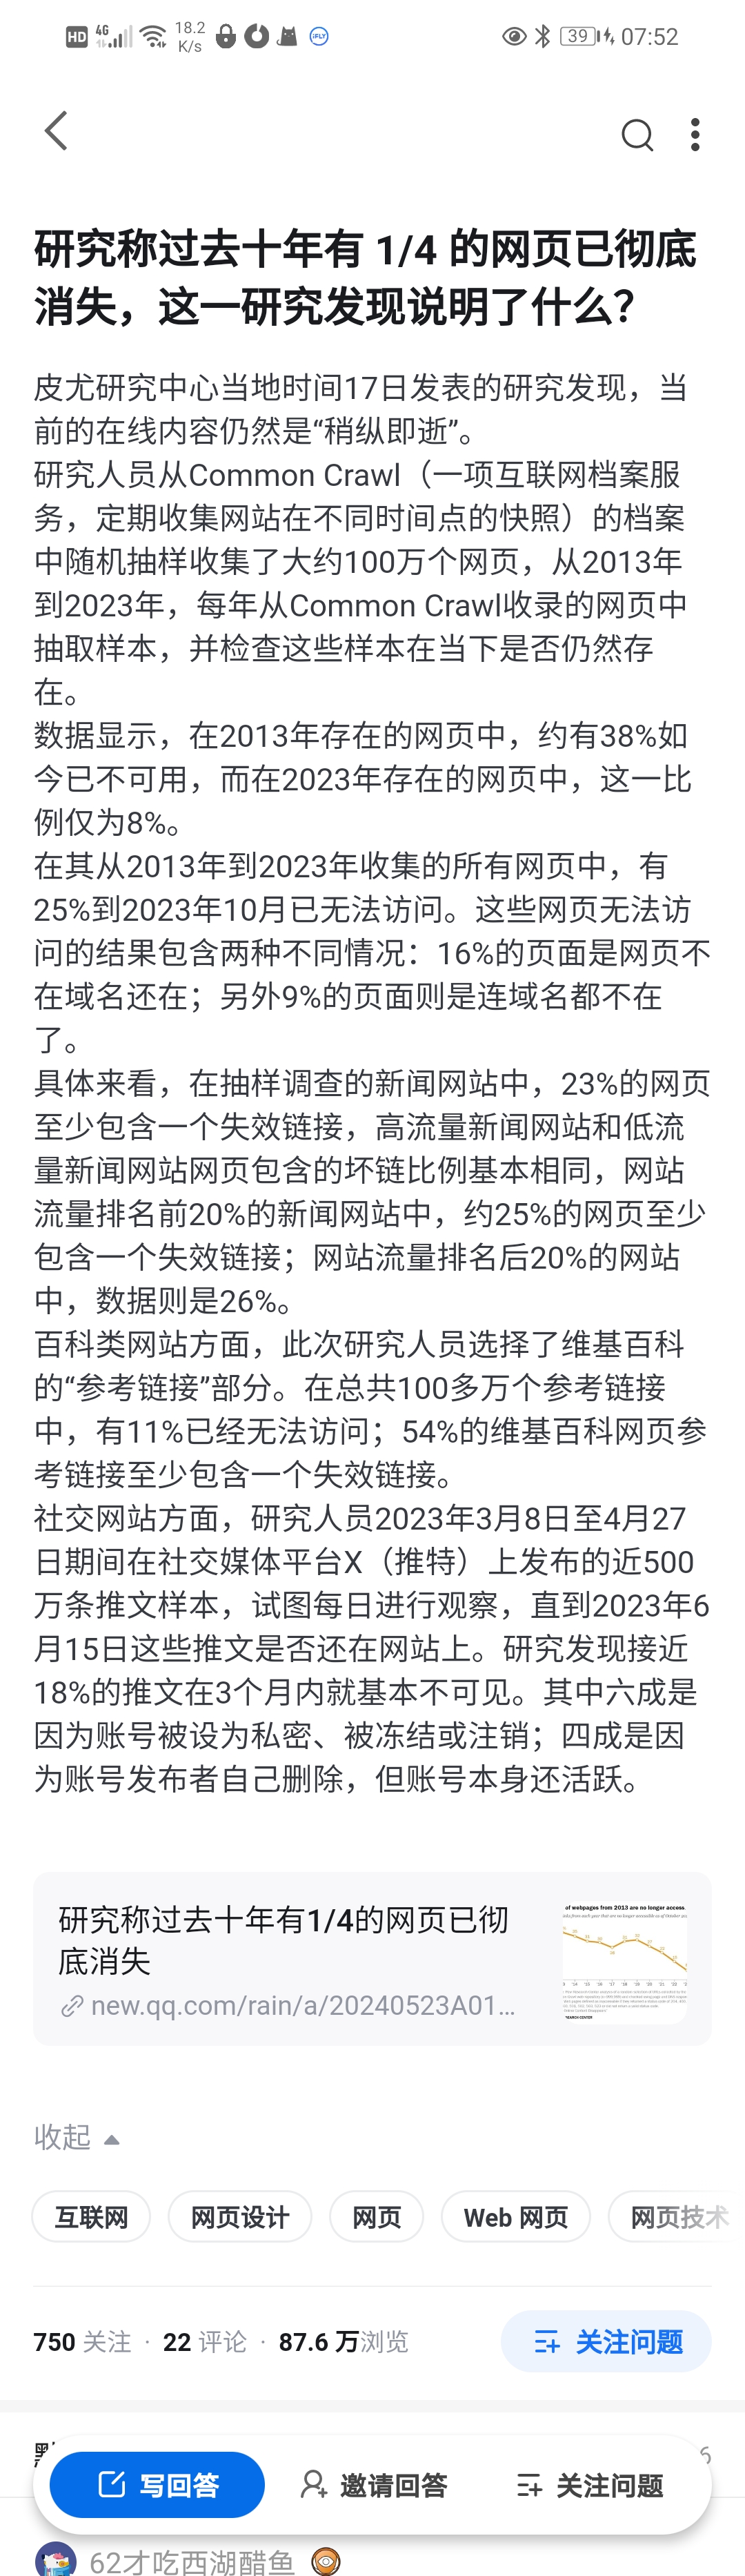 HD 4G 18.2 K/s iFLY 39 07:52
研究称过去十年有 1/4 的网页已彻底
消失，这一研究发现说明了什么？
皮尤研究中心当地时间17日发表的研究发现，当
前的在线内容仍然是“稍纵即逝”。
研究人员从Common Crawl（一项互联网档案服
务，定期收集网站在不同时间点的快照）的档案
中随机抽样收集了大约100万个网页，从2013年
到2023年，每年从Common Crawl收录的网页中
抽取样本，并检查这些样本在当下是否仍然存
在。
数据显示，在2013年存在的网页中，约有38%如
今已不可用，而在2023年存在的网页中，这一比
例仅为8%。
在其从2013年到2023年收集的所有网页中，有
25%到2023年10月已无法访问。这些网页无法访
问的结果包含两种不同情况：16%的页面是网页不
在域名还在；另外9%的页面则是连域名都不在
了。
具体来看，在抽样调查的新闻网站中，23%的网页
至少包含一个失效链接，高流量新闻网站和低流
量新闻网站网页包含的坏链比例基本相同，网站
流量排名前20%的新闻网站中，约25%的网页至少
包含一个失效链接；网站流量排名后20%的网站
中，数据则是26%。
百科类网站方面，此次研究人员选择了维基百科
的“参考链接”部分。在总共100多万个参考链接
中，有11%已经无法访问；54%的维基百科网页参
考链接至少包含一个失效链接。
社交网站方面，研究人员2023年3月8日至4月27
日期间在社交媒体平台X（推特）上发布的近500
万条推文样本，试图每日进行观察，直到2023年6
月15日这些推文是否还在网站上。研究发现接近
18%的推文在3个月内就基本不可见。其中六成是
因为账号被设为私密、被冻结或注销；四成是因
为账号发布者自己删除，但账号本身还活跃。
研究称过去十年有1/4的网页已彻
底消失
new.qq.com/rain/a/20240523A01...
of webpages from 2013 are no longer access
收起
互联网 网页设计 网页 Web 网页 网页技术
750 关注 · 22 评论 · 87.6 万浏览 关注问题
写回答 邀请回答 关注问题
62才吃西湖醋鱼